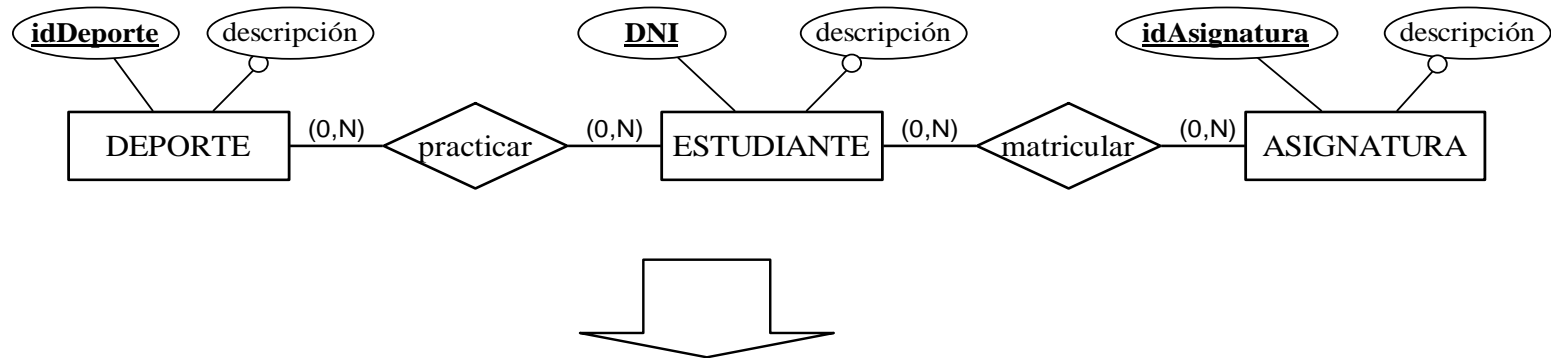 idDeporte descripción DNI descripción idAsignatura descripción
DEPORTE (0,N) practicar (0,N) ESTUDIANTE (0,N) matricular (0,N) ASIGNATURA